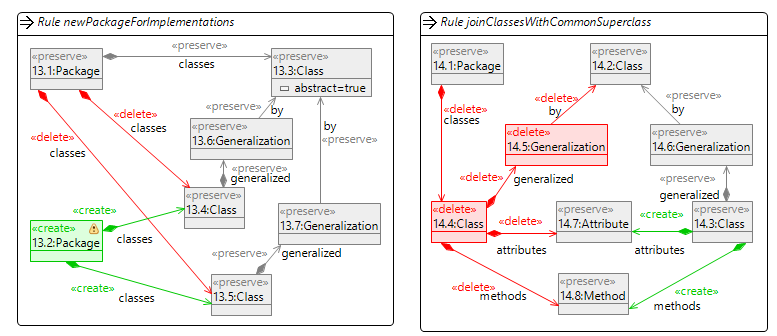 Rule newPackageForImplementations
«preserve»
13.1:Package
«preserve»
classes
«preserve»
13.3:Class
abstract=true
«delete»
classes
«delete»
classes
«preserve»
by
by
«preserve»
«preserve»
13.6:Generalization
«preserve»
generalized
«preserve»
13.4:Class
«create»
classes
«create»
13.2:Package
«preserve»
13.7:Generalization
«preserve»
generalized
«create»
classes
«preserve»
13.5:Class
Rule joinClassesWithCommonSuperclass
«preserve»
14.1:Package
«preserve»
14.2:Class
«delete»
classes
«delete»
by
«preserve»
by
«delete»
14.5:Generalization
«preserve»
14.6:Generalization
«delete»
generalized
«preserve»
generalized
«delete»
14.4:Class
«delete»
attributes
«preserve»
14.7:Attribute
«create»
attributes
«preserve»
14.3:Class
«delete»
methods
«preserve»
14.8:Method
«create»
methods